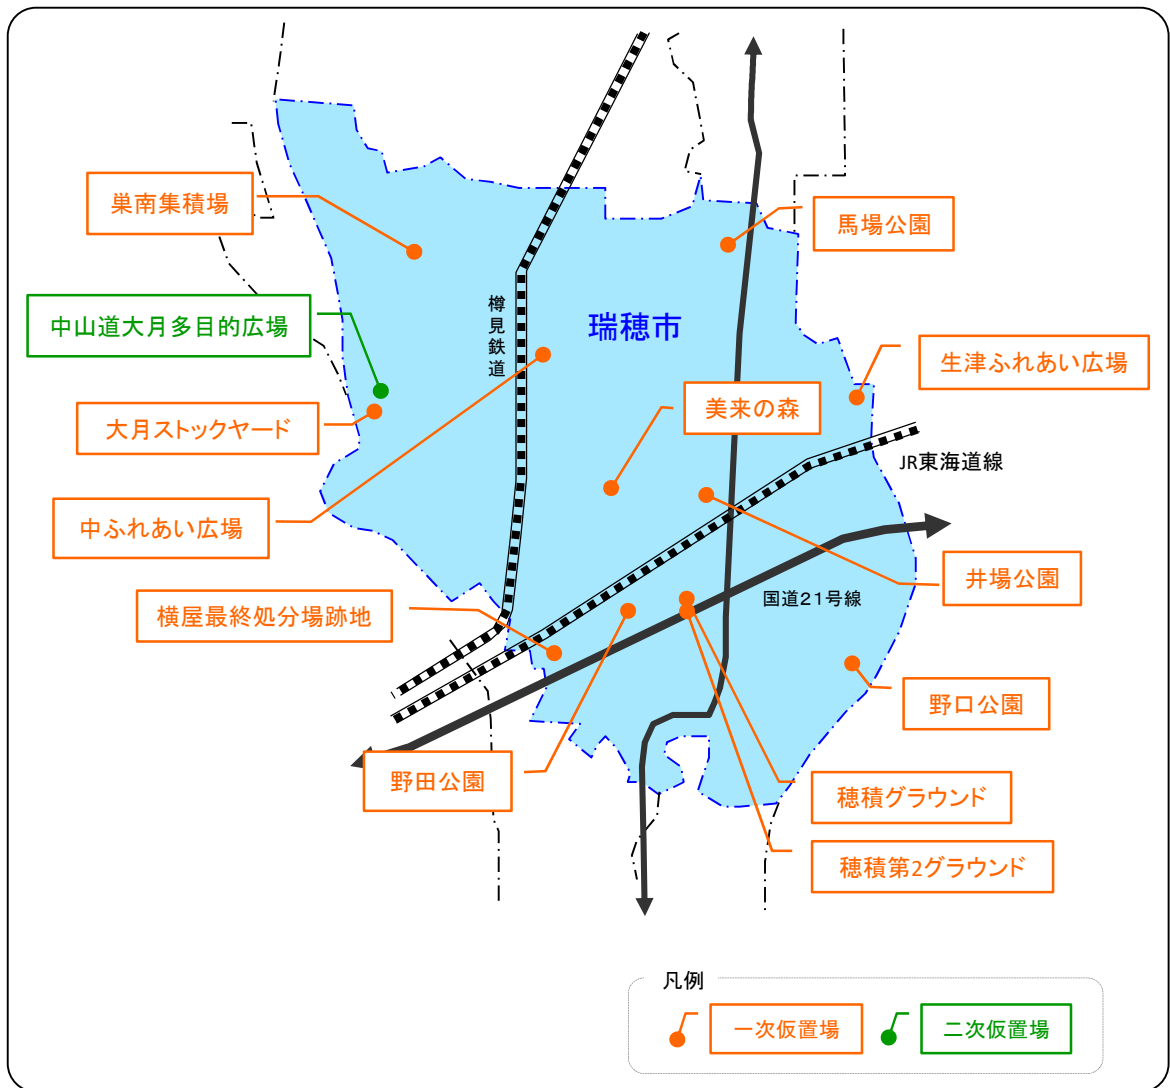 巣南集積場
馬場公園
中山道大月多目的広場
樽見鉄道
瑞穂市
生津ふれあい広場
美来の森
大月ストックヤード
JR東海道線
中ふれあい広場
井場公園
横屋最終処分場跡地
国道21号線
野口公園
野田公園
穂積グラウンド
穂積第2グラウンド
凡例
一次仮置場
二次仮置場